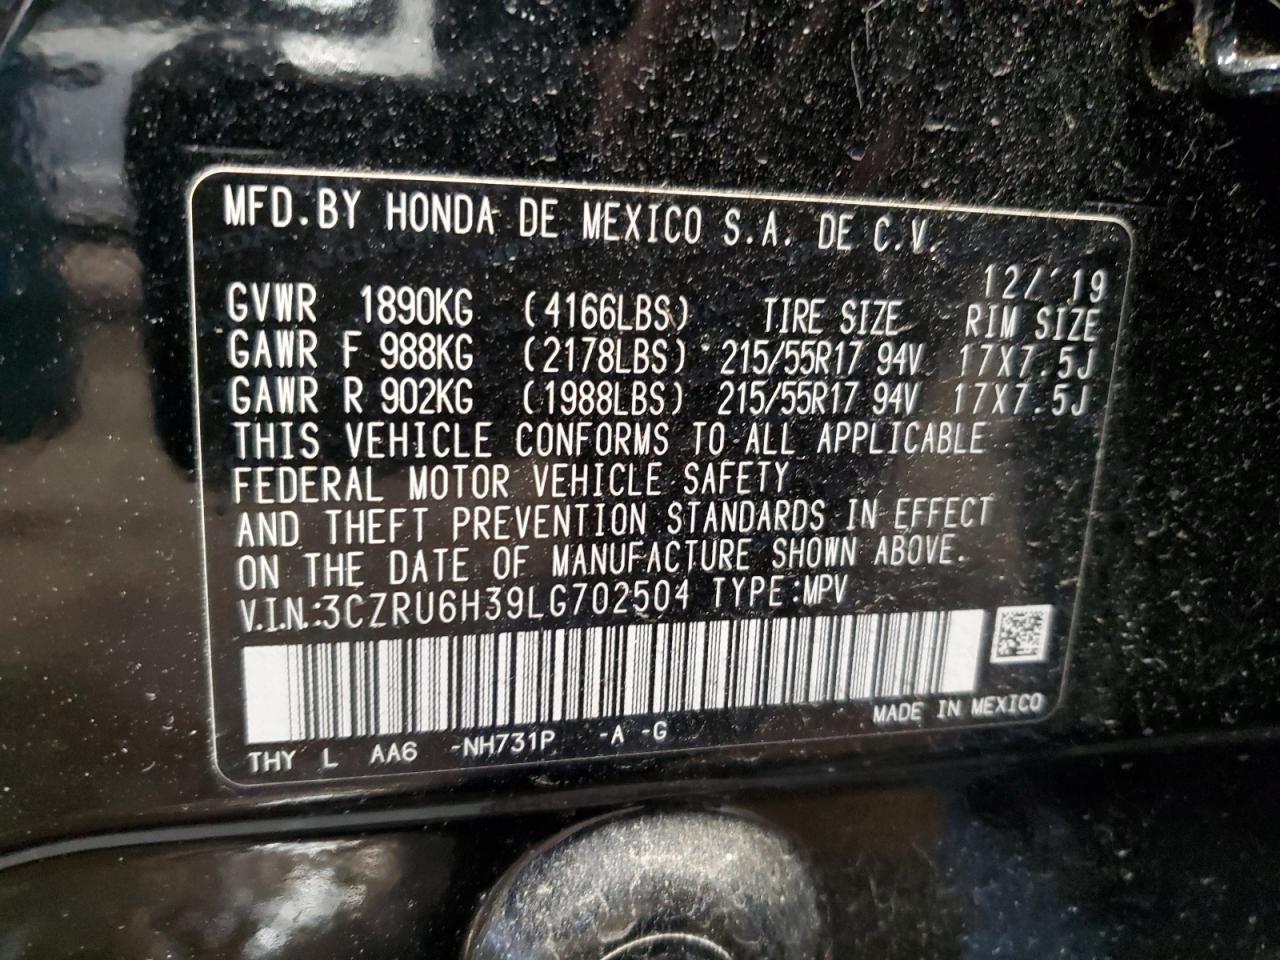 MFD.BY HONDA DE MEXICO S.A. DE C.V.
12/'19
GVWR 1890KG (4166LBS) TIRE SIZE RIM SIZE
GAWR F 988KG (2178LBS) 215/55R17 94V 17X7.5J
GAWR R 902KG (1988LBS) 215/55R17 94V 17X7.5J
THIS VEHICLE CONFORMS TO ALL APPLICABLE
FEDERAL MOTOR VEHICLE SAFETY
AND THEFT PREVENTION STANDARDS IN EFFECT
ON THE DATE OF MANUFACTURE SHOWN ABOVE.
V.I.N.:3CZRU6H39LG702504 TYPE:MPV
MADE IN MEXICO
THY L AA6 -NH731P -A -G